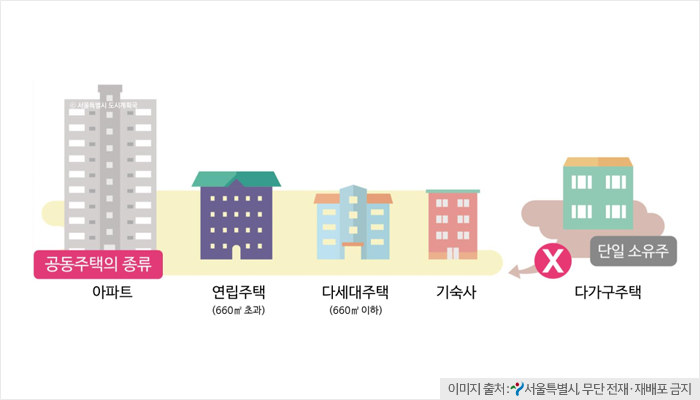 © 서울특별시 도시계획국
공동주택의 종류
단일 소유주
X
아파트
연립주택
(660㎡ 초과)
다세대주택
(660㎡ 이하)
기숙사
다가구주택
이미지 출처 : 서울특별시, 무단 전재·재배포 금지